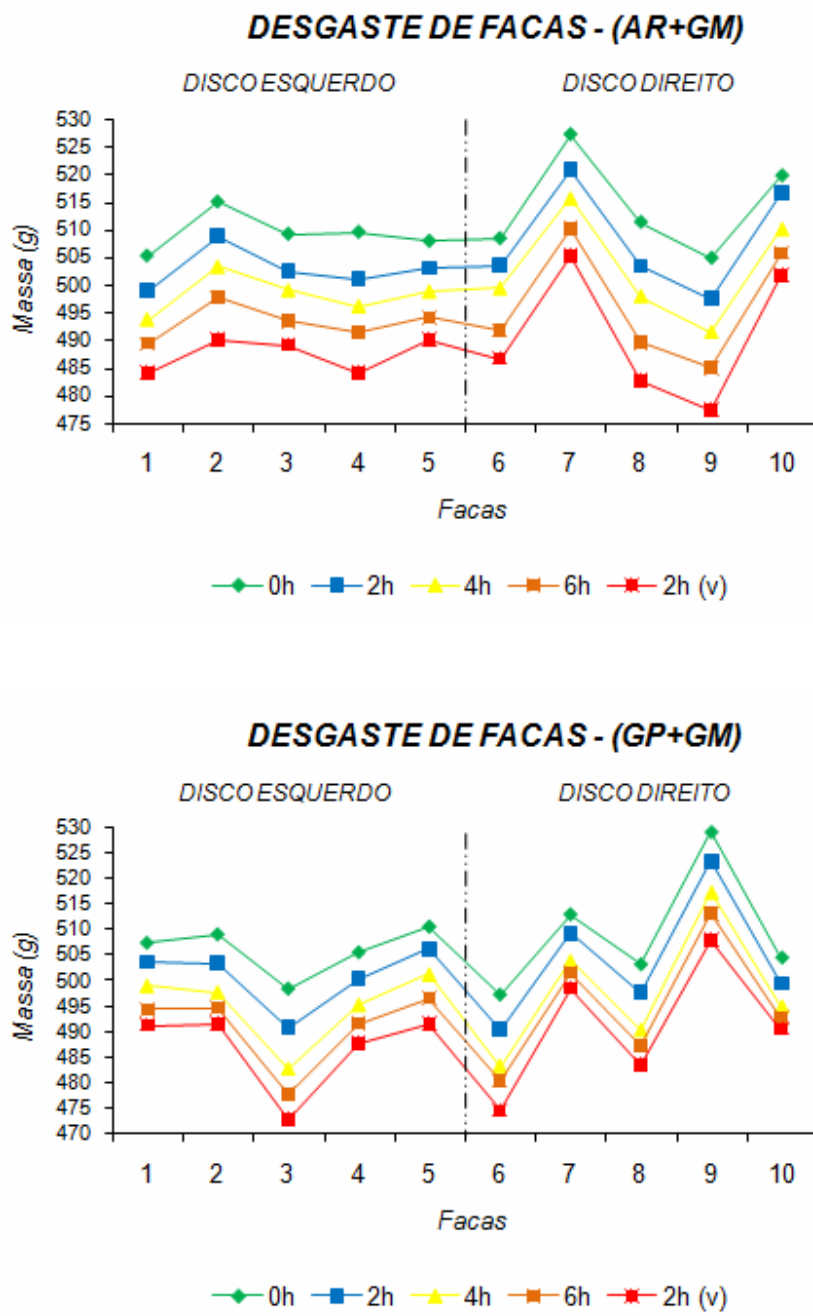 DESGASTE DE FACAS - (AR+GM)
DISCO ESQUERDO DISCO DIREITO
530
525
520
515
510
505
500
495
490
485
480
475
Massa (g)
1 2 3 4 5 6 7 8 9 10
Facas
0h 2h 4h 6h 2h (v)
DESGASTE DE FACAS - (GP+GM)
DISCO ESQUERDO DISCO DIREITO
530
525
520
515
510
505
500
495
490
485
480
475
470
Massa (g)
1 2 3 4 5 6 7 8 9 10
Facas
0h 2h 4h 6h 2h (v)